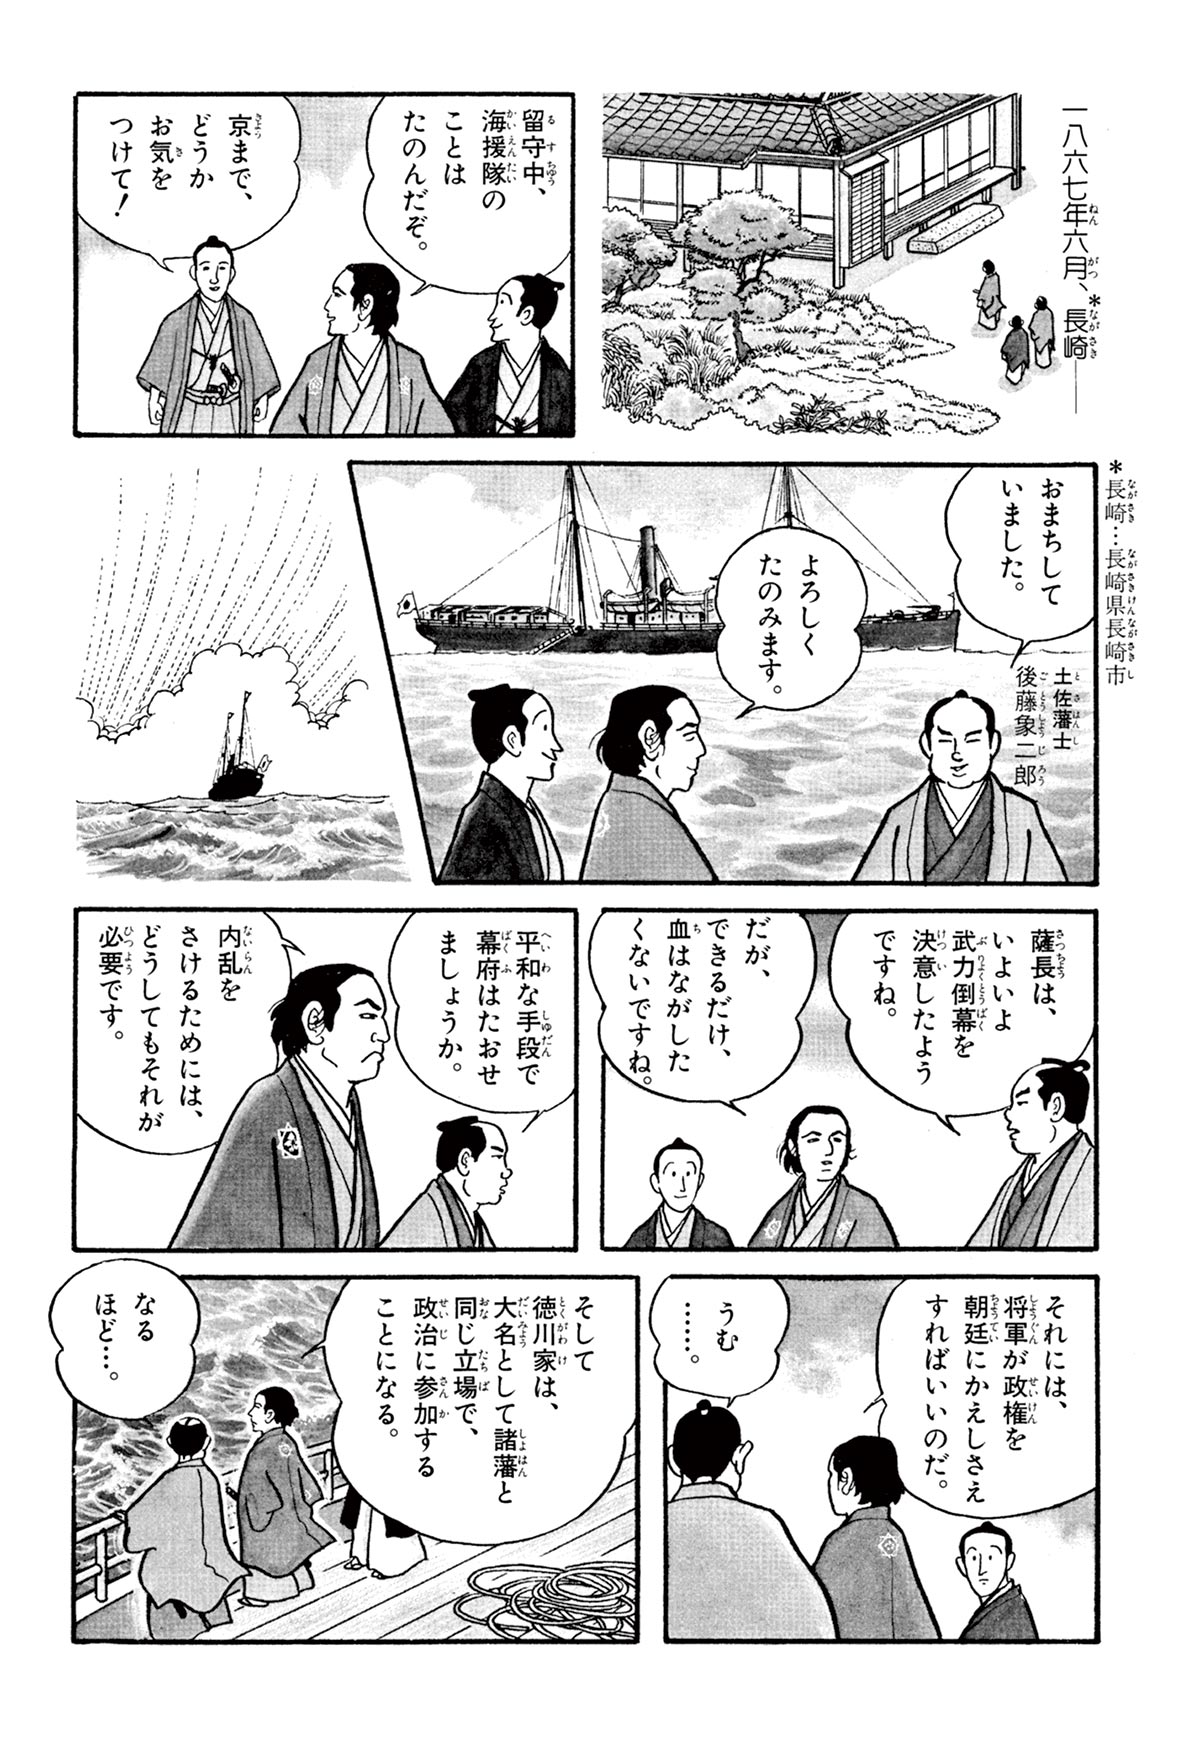 一八六七年六月、*長崎──
留守中、
海援隊の
ことは
たのんだぞ。
京まで、
どうか
お気を
つけて！
*長崎…長崎県長崎市
おまちして
いました。
土佐藩士
後藤象二郎
よろしく
たのみます。
薩長は、
いよいよ
武力倒幕を
決意したよう
ですね。
だが、
できるだけ、
血はながした
くないですね。
平和な手段で
幕府はたおせ
ましょうか。
内乱を
さけるためには、
どうしてもそれが
必要です。
それには、
将軍が政権を
朝廷にかえしさえ
すればいいのだ。
うむ
……。
そして
徳川家は、
大名として諸藩と
同じ立場で、
政治に参加する
ことになる。
なる
ほど…。